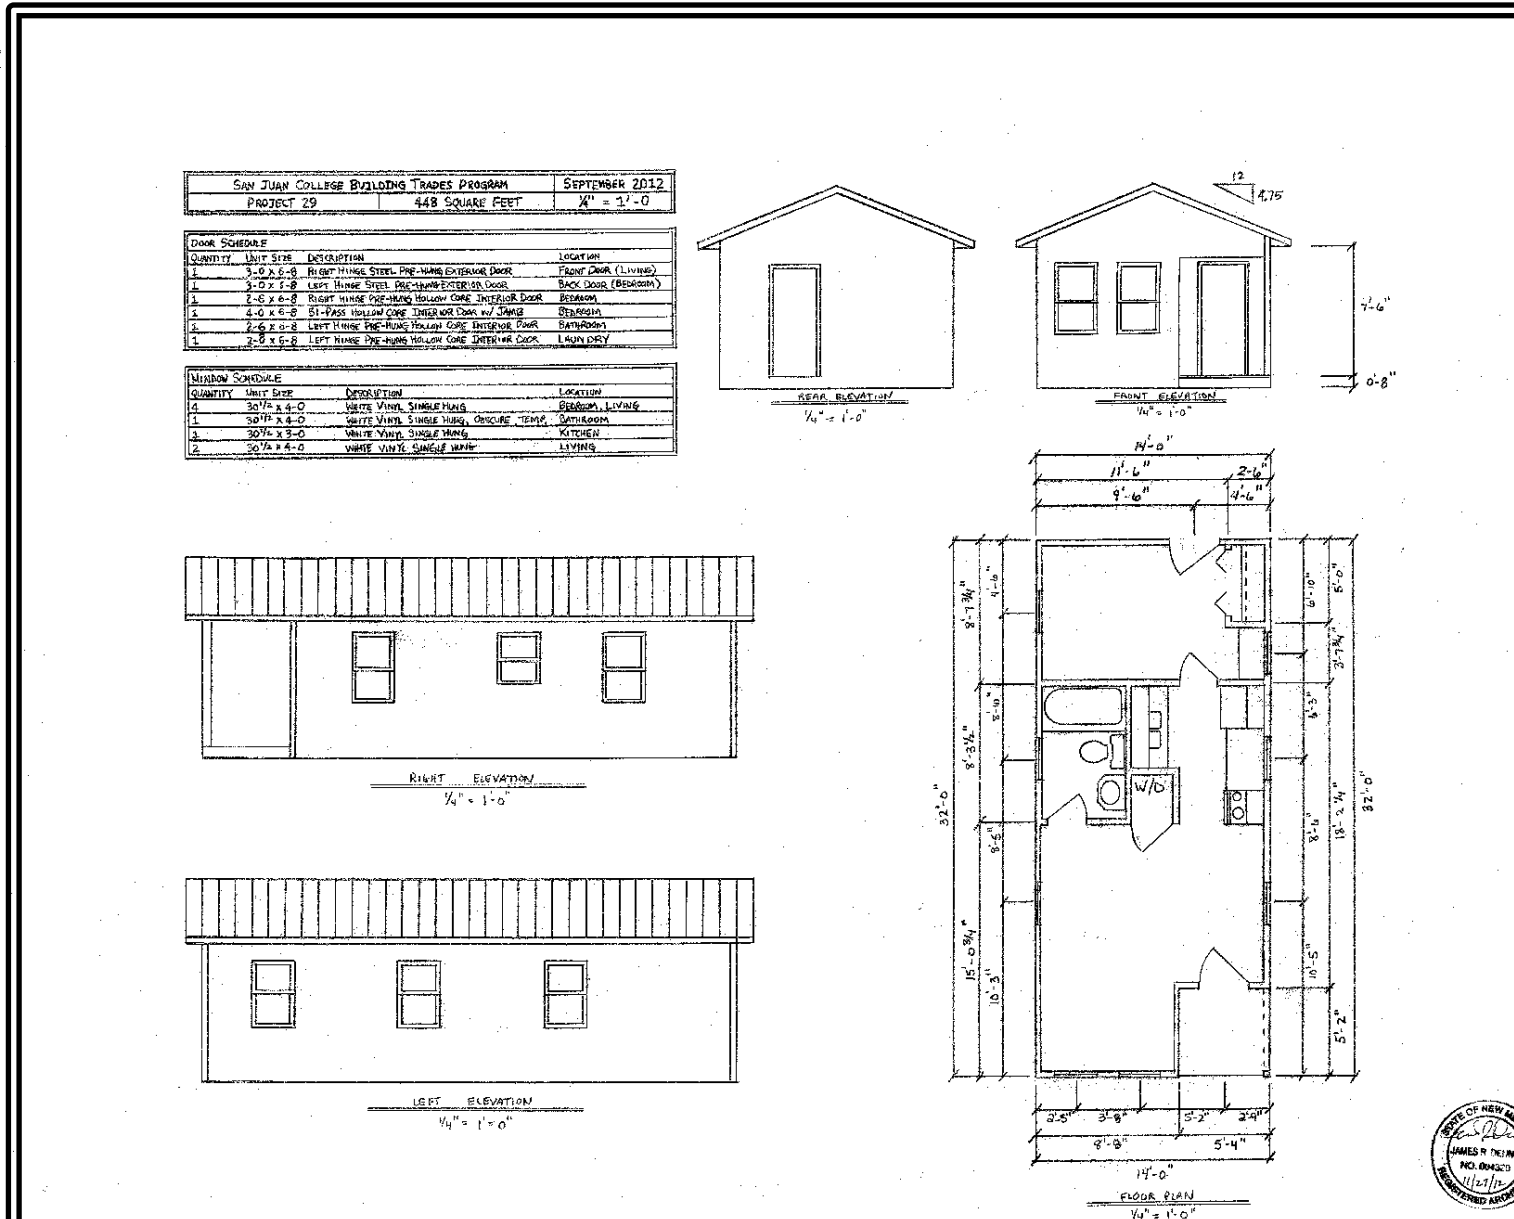 SAN JUAN COLLEGE BUILDING TRADES PROGRAM SEPTEMBER 2012
PROJECT 29 448 SQUARE FEET 1/4" = 1'-0
DOOR SCHEDULE
QUANTITY UNIT SIZE DESCRIPTION LOCATION
1 3-0 X 6-8 RIGHT HINGE STEEL PRE-HUNG EXTERIOR DOOR FRONT DOOR (LIVING)
1 3-0 X 6-8 LEFT HINGE STEEL PRE-HUNG EXTERIOR DOOR BACK DOOR (BEDROOM)
1 2-6 X 6-8 RIGHT HINGE PRE-HUNG HOLLOW CORE INTERIOR DOOR BEDROOM
1 4-0 X 6-8 BI-PASS HOLLOW CORE INTERIOR DOOR W/ JAMB BEDROOM
1 2-6 X 6-8 LEFT HINGE PRE-HUNG HOLLOW CORE INTERIOR DOOR BATHROOM
1 6-8 LEFT HINGE PRE-HUNG HOLLOW CORE INTERIOR DOOR LAUNDRY
WINDOW SCHEDULE
QUANTITY UNIT SIZE DESCRIPTION LOCATION
4 30 1/2 X 4-0 WHITE VINYL SINGLE HUNG BEDROOM, LIVING
1 30 1/2 X 4-0 WHITE VINYL SINGLE HUNG, OBSCURE, TEMP. BATHROOM
1 30 1/2 X 3-0 WHITE VINYL SINGLE HUNG KITCHEN
2 30 1/2 X 4-0 WHITE VINYL SINGLE HUNG LIVING
REAR ELEVATION
1/4" = 1'-0"
12
4.75
7'-6"
0'-8"
FRONT ELEVATION
1/4" = 1'-0"
RIGHT ELEVATION
1/4" = 1'-0"
LEFT ELEVATION
1/4" = 1'-0"
14'-0"
11'-6" 2'-6"
9'-6" 4'-6"
4'-6"
8'-7 3/4"
8'-3 1/2"
32'-0"
8'-5"
15'-0 3/4"
10'-3"
6'-10"
5'-0"
3'-7 3/4"
8'-6"
18'-2 1/4"
32'-0"
10'-5"
5'-2"
W/D
2'-5" 3'-8" 5'-2" 2'-9"
8'-8" 5'-4"
14'-0"
FLOOR PLAN
1/4" = 1'-0"
STATE OF NEW
JAMES R
NO.
11/27/12
REGISTERED